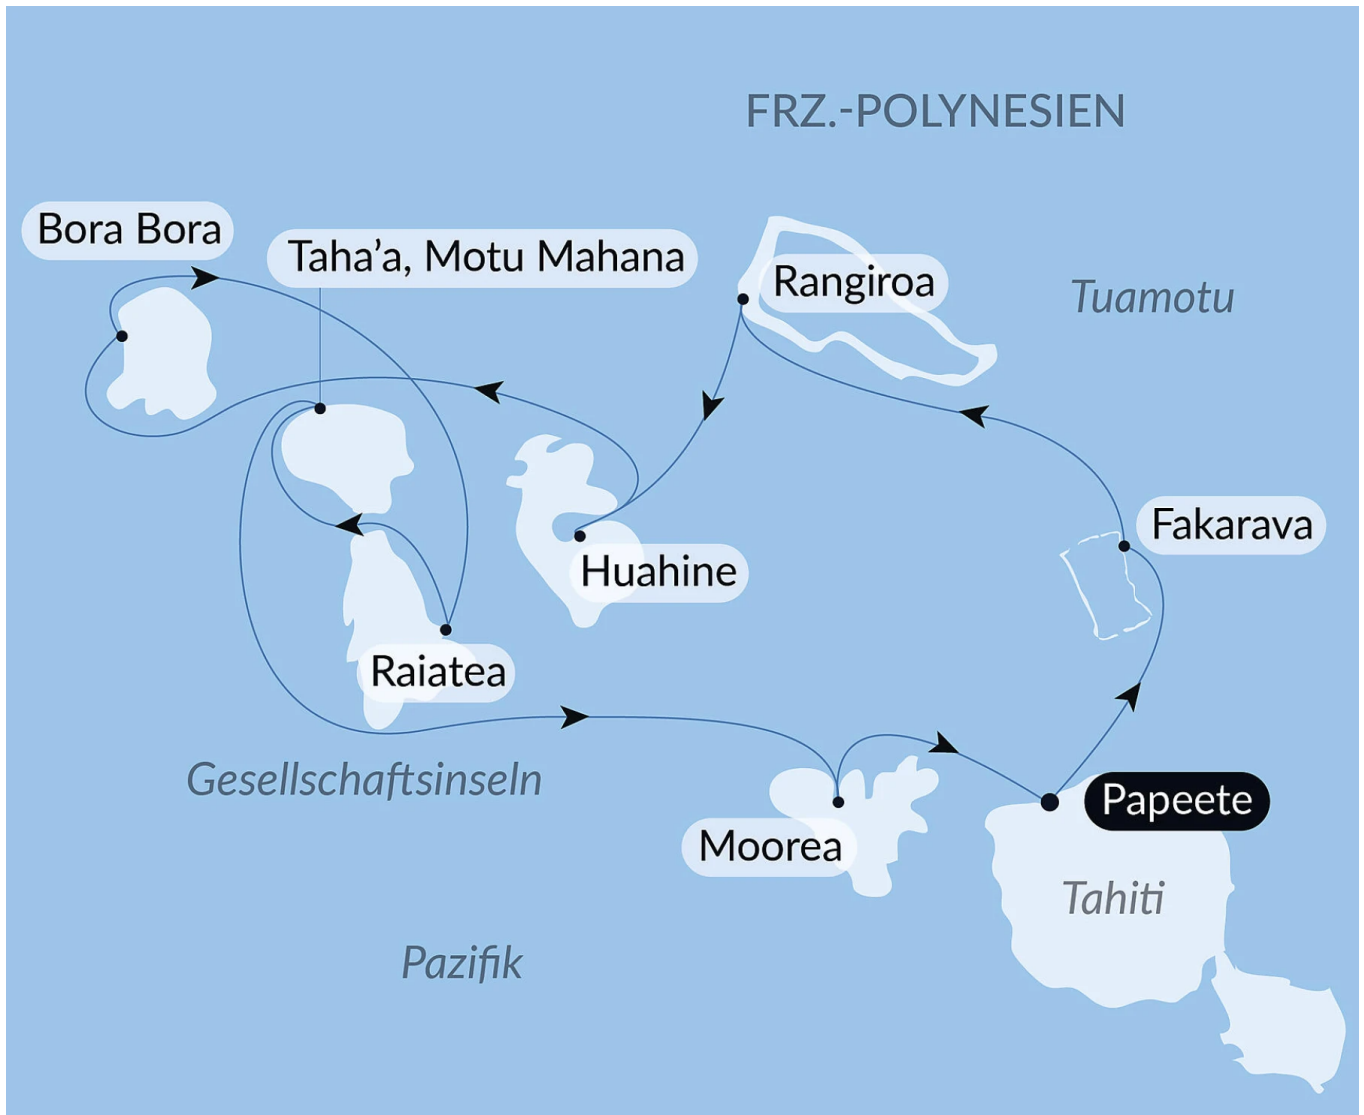 FRZ.-POLYNESIEN
Bora Bora
Taha’a, Motu Mahana
Rangiroa
Tuamotu
Fakarava
Huahine
Raiatea
Gesellschaftsinseln
Papeete
Moorea
Tahiti
Pazifik